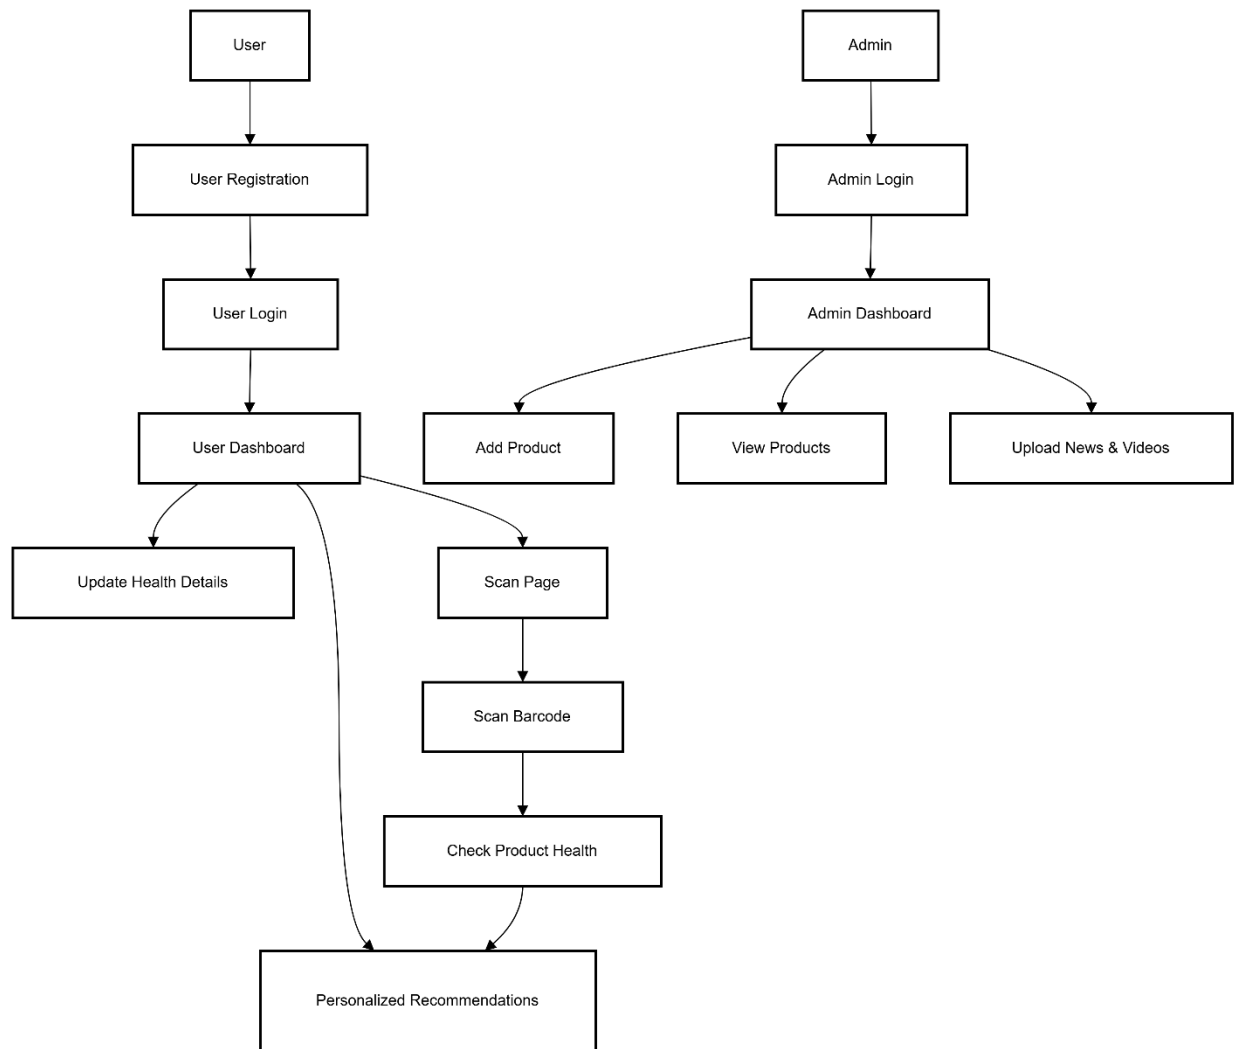 User
Admin
User Registration
Admin Login
User Login
Admin Dashboard
User Dashboard
Add Product
View Products
Upload News & Videos
Update Health Details
Scan Page
Scan Barcode
Check Product Health
Personalized Recommendations